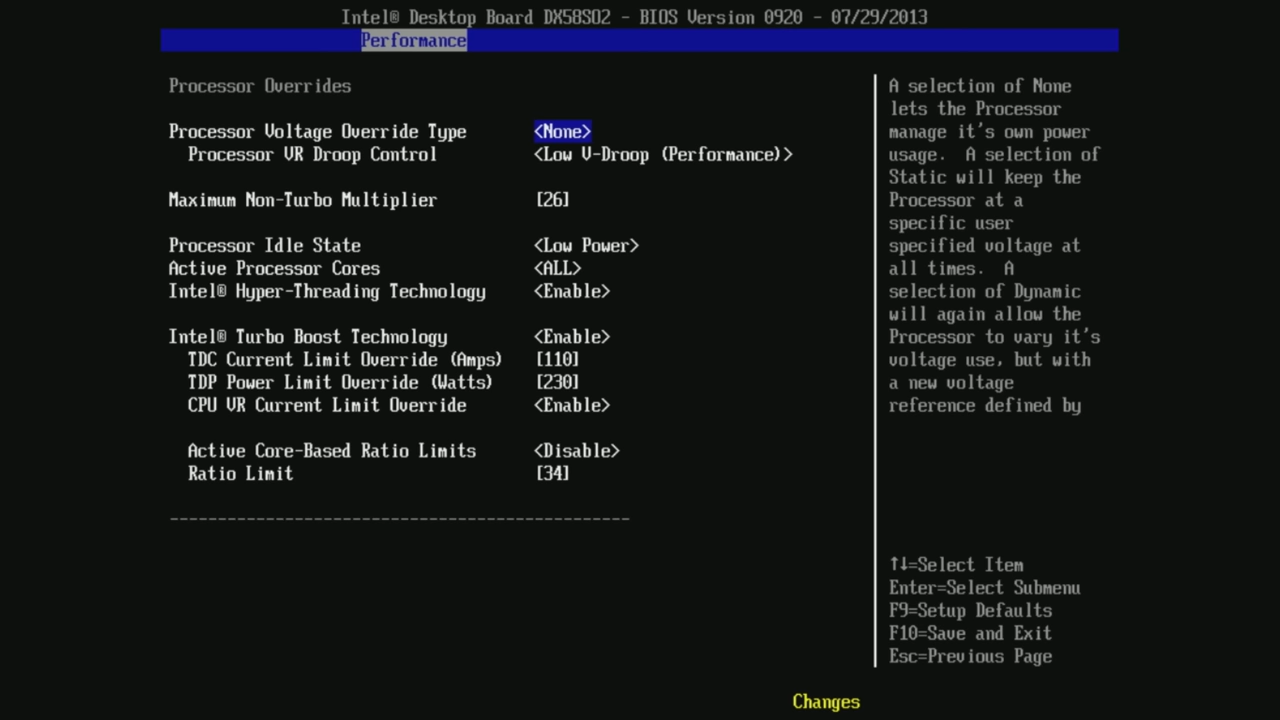 Intel® Desktop Board DX58SO2 - BIOS Version 0920 - 07/29/2013
Performance
Processor Overrides
Processor Voltage Override Type <None>
Processor VR Droop Control <Low V-Droop (Performance)>
Maximum Non-Turbo Multiplier [26]
Processor Idle State <Low Power>
Active Processor Cores <ALL>
Intel® Hyper-Threading Technology <Enable>
Intel® Turbo Boost Technology <Enable>
TDC Current Limit Override (Amps) [110]
TDP Power Limit Override (Watts) [230]
CPU VR Current Limit Override <Enable>
Active Core-Based Ratio Limits <Disable>
Ratio Limit [34]
------------------------------------------------
A selection of None
lets the Processor
manage it's own power
usage.  A selection of
Static will keep the
Processor at a
specific user
specified voltage at
all times.  A
selection of Dynamic
will again allow the
Processor to vary it's
voltage use, but with
a new voltage
reference defined by
↑↓=Select Item
Enter=Select Submenu
F9=Setup Defaults
F10=Save and Exit
Esc=Previous Page
Changes